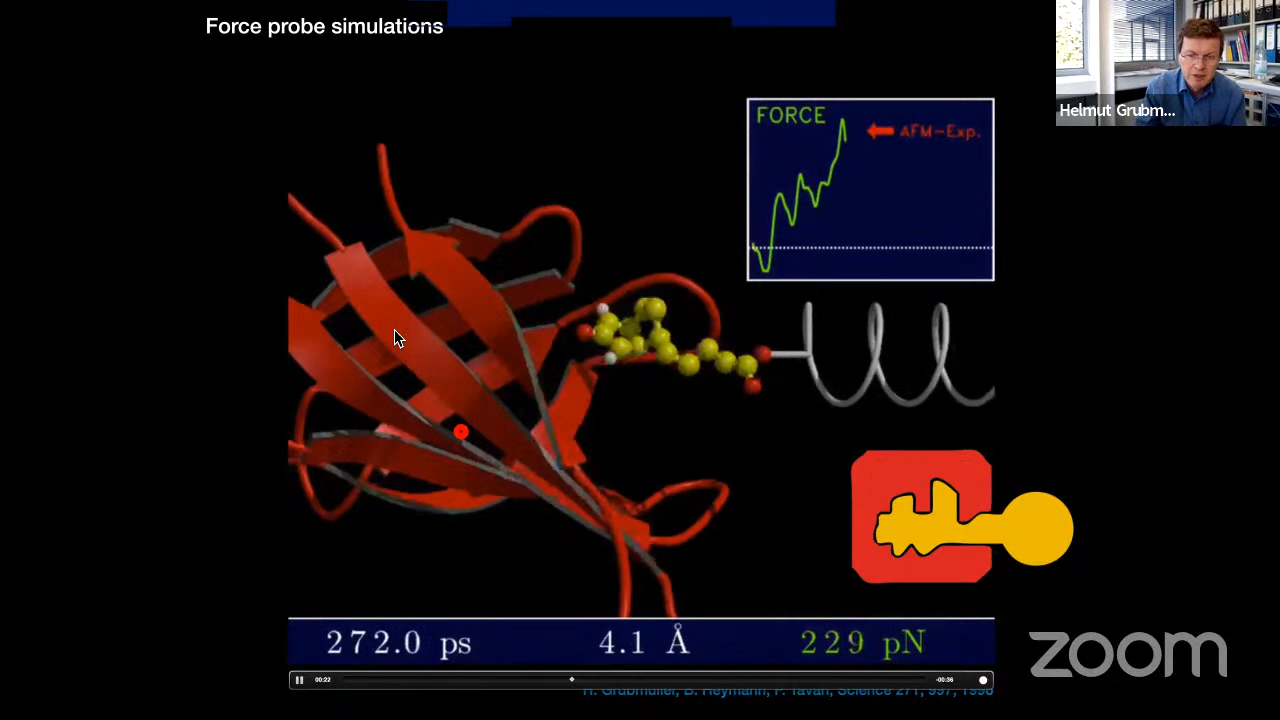 Force probe simulations
Helmut Grubm...
FORCE
AFM-Exp.
272.0 ps
4.1 Å
229 pN
00:22
-00:36
H. Grubmüller, B. Heymann, P. Tavan, Science 271, 997, 1996
zoom